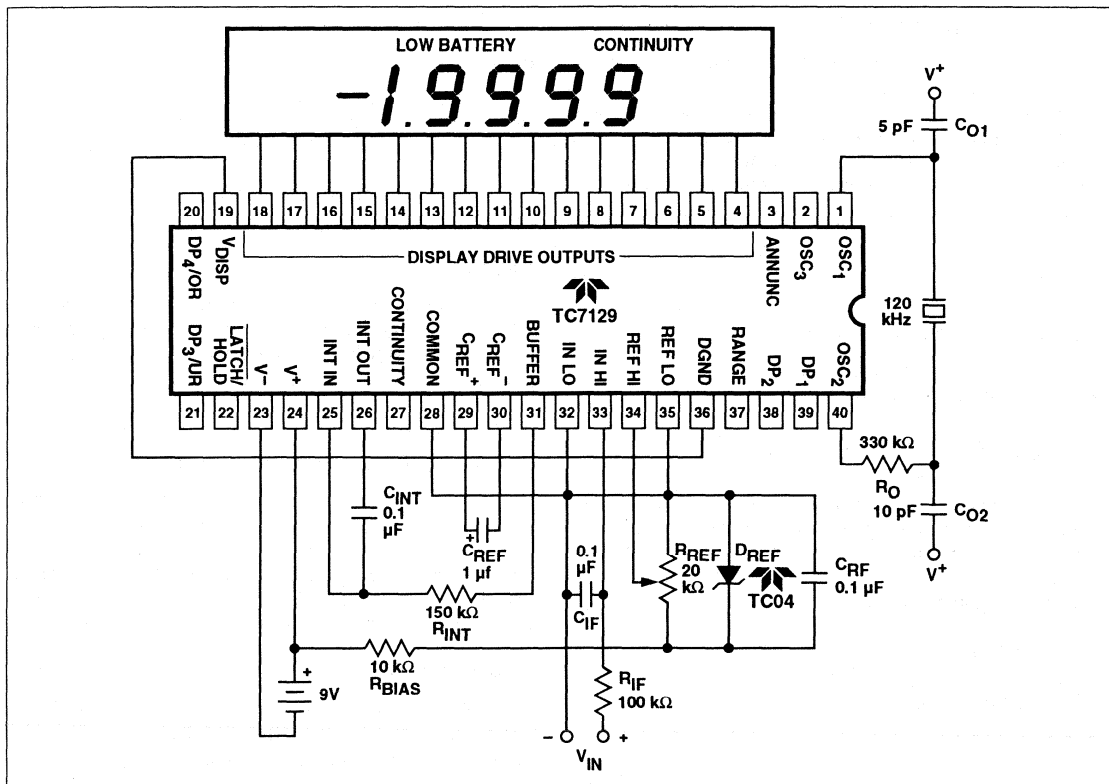 LOW BATTERY CONTINUITY
-1.9.9.9.9
V+
5 pF CO1
20 19 18 17 16 15 14 13 12 11 10 9 8 7 6 5 4 3 2 1
DP4/OR VDISP DISPLAY DRIVE OUTPUTS ANNUNC OSC3 OSC1
TC7129
120
kHz
DP3/UR LATCH/ HOLD V- V+ INT IN INT OUT CONTINUITY COMMON CREF+ CREF- BUFFER IN LO IN HI REF HI REF LO DGND RANGE DP2 DP1 OSC2
21 22 23 24 25 26 27 28 29 30 31 32 33 34 35 36 37 38 39 40
330 kΩ
RO
10 pF CO2
V+
CINT
0.1
µF
+
CREF
1 µf
0.1
µF
CIF
RREF
20
kΩ
DREF
TC04
CRF
0.1 µF
150 kΩ
RINT
10 kΩ
RBIAS
+
9V
RIF
100 kΩ
- +
VIN